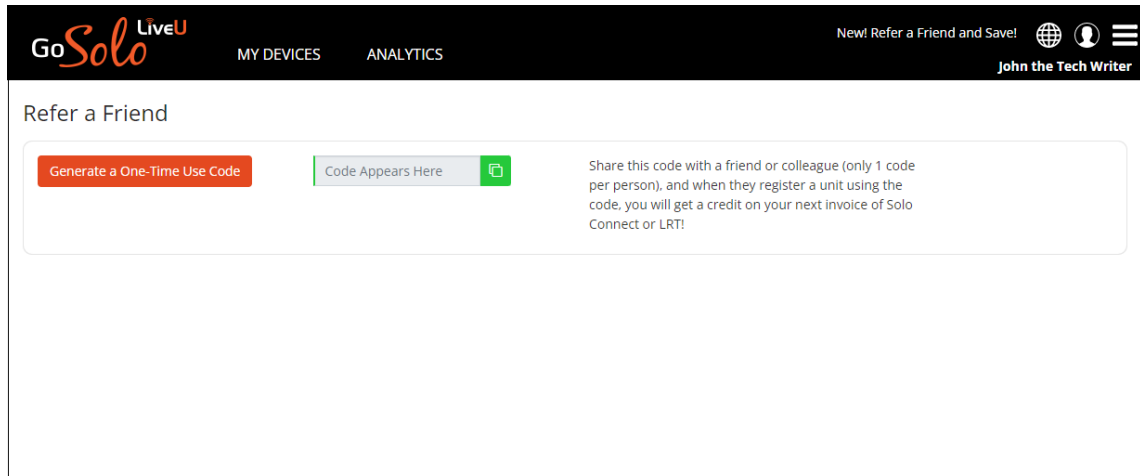 GoSolo LiveU
MY DEVICES
ANALYTICS
New! Refer a Friend and Save!
John the Tech Writer
Refer a Friend
Generate a One-Time Use Code
Code Appears Here
Share this code with a friend or colleague (only 1 code
per person), and when they register a unit using the
code, you will get a credit on your next invoice of Solo
Connect or LRT!